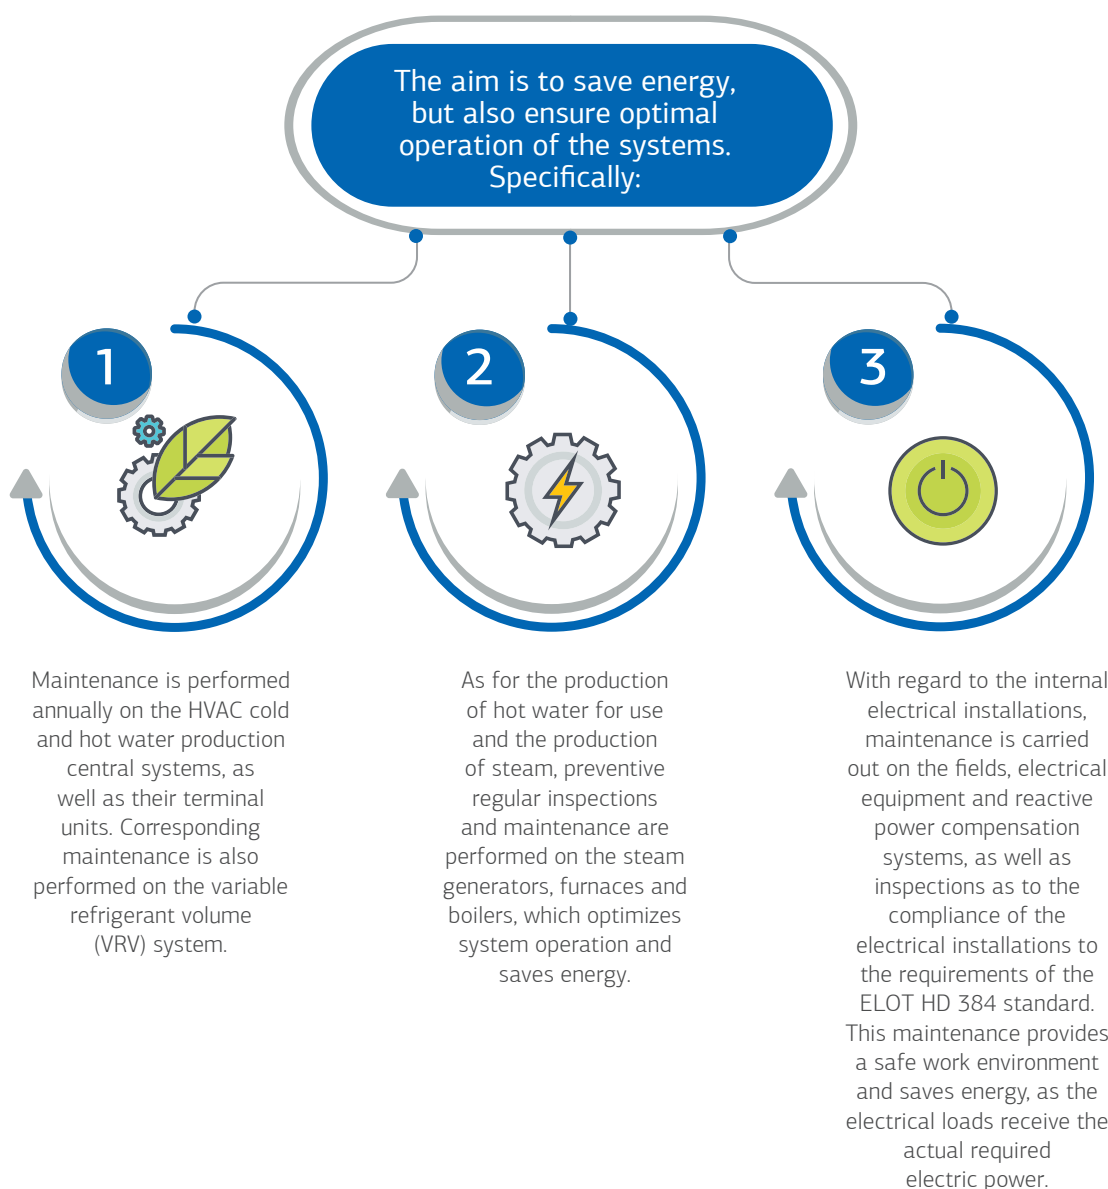 The aim is to save energy,
but also ensure optimal
operation of the systems.
Specifically:
1
Maintenance is performed
annually on the HVAC cold
and hot water production
central systems, as
well as their terminal
units. Corresponding
maintenance is also
performed on the variable
refrigerant volume
(VRV) system.
2
As for the production
of hot water for use
and the production
of steam, preventive
regular inspections
and maintenance are
performed on the steam
generators, furnaces and
boilers, which optimizes
system operation and
saves energy.
3
With regard to the internal
electrical installations,
maintenance is carried
out on the fields, electrical
equipment and reactive
power compensation
systems, as well as
inspections as to the
compliance of the
electrical installations to
the requirements of the
ELOT HD 384 standard.
This maintenance provides
a safe work environment
and saves energy, as the
electrical loads receive the
actual required
electric power.